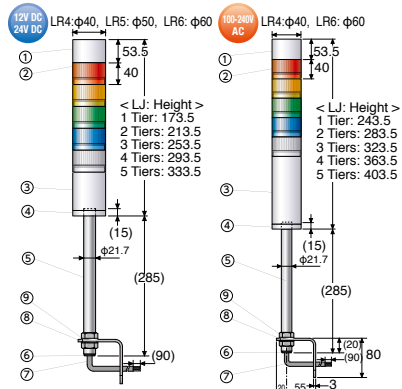 12V DC
24V DC
LR4:ϕ40, LR5: ϕ50, LR6: ϕ60
①
②
53.5
40
< LJ: Height >
1 Tier: 173.5
2 Tiers: 213.5
3 Tiers: 253.5
4 Tiers: 293.5
5 Tiers: 333.5
③
④
(15)
⑤
ϕ21.7
(285)
⑨
⑧
⑥
⑦
(90)
100-240V
AC
LR4:ϕ40, LR6: ϕ60
①
②
53.5
40
< LJ: Height >
1 Tier: 243.5
2 Tiers: 283.5
3 Tiers: 323.5
4 Tiers: 363.5
5 Tiers: 403.5
③
④
(15)
⑤
ϕ21.7
(285)
⑨
⑧
⑥
⑦
(20)
(90)
80
20
55
3